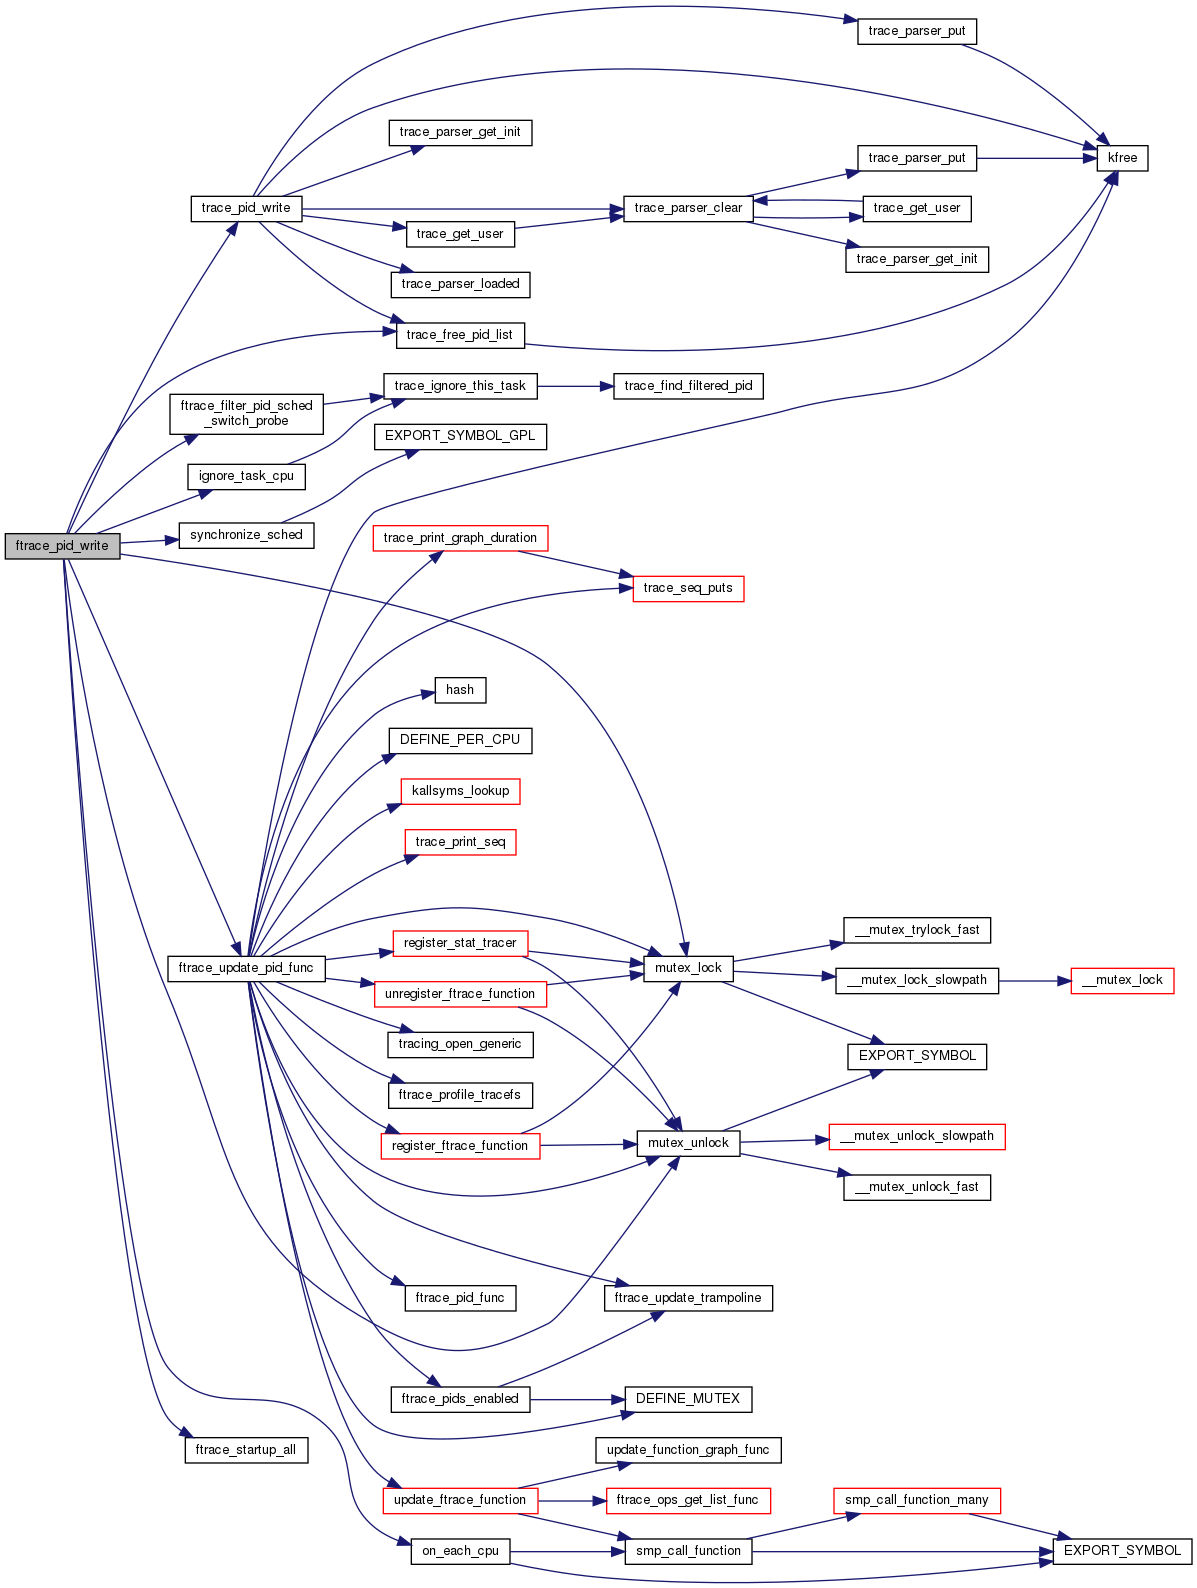 trace_parser_put
trace_parser_get_init
trace_parser_put
kfree
trace_pid_write
trace_parser_clear
trace_get_user
trace_get_user
trace_parser_get_init
trace_parser_loaded
trace_free_pid_list
trace_ignore_this_task
trace_find_filtered_pid
ftrace_filter_pid_sched
_switch_probe
EXPORT_SYMBOL_GPL
ignore_task_cpu
synchronize_sched
trace_print_graph_duration
ftrace_pid_write
trace_seq_puts
hash
DEFINE_PER_CPU
kallsyms_lookup
trace_print_seq
__mutex_trylock_fast
register_stat_tracer
ftrace_update_pid_func
mutex_lock
__mutex_lock_slowpath
__mutex_lock
unregister_ftrace_function
tracing_open_generic
EXPORT_SYMBOL
ftrace_profile_tracefs
register_ftrace_function
mutex_unlock
__mutex_unlock_slowpath
__mutex_unlock_fast
ftrace_pid_func
ftrace_update_trampoline
ftrace_pids_enabled
DEFINE_MUTEX
ftrace_startup_all
update_function_graph_func
update_ftrace_function
ftrace_ops_get_list_func
smp_call_function_many
on_each_cpu
smp_call_function
EXPORT_SYMBOL